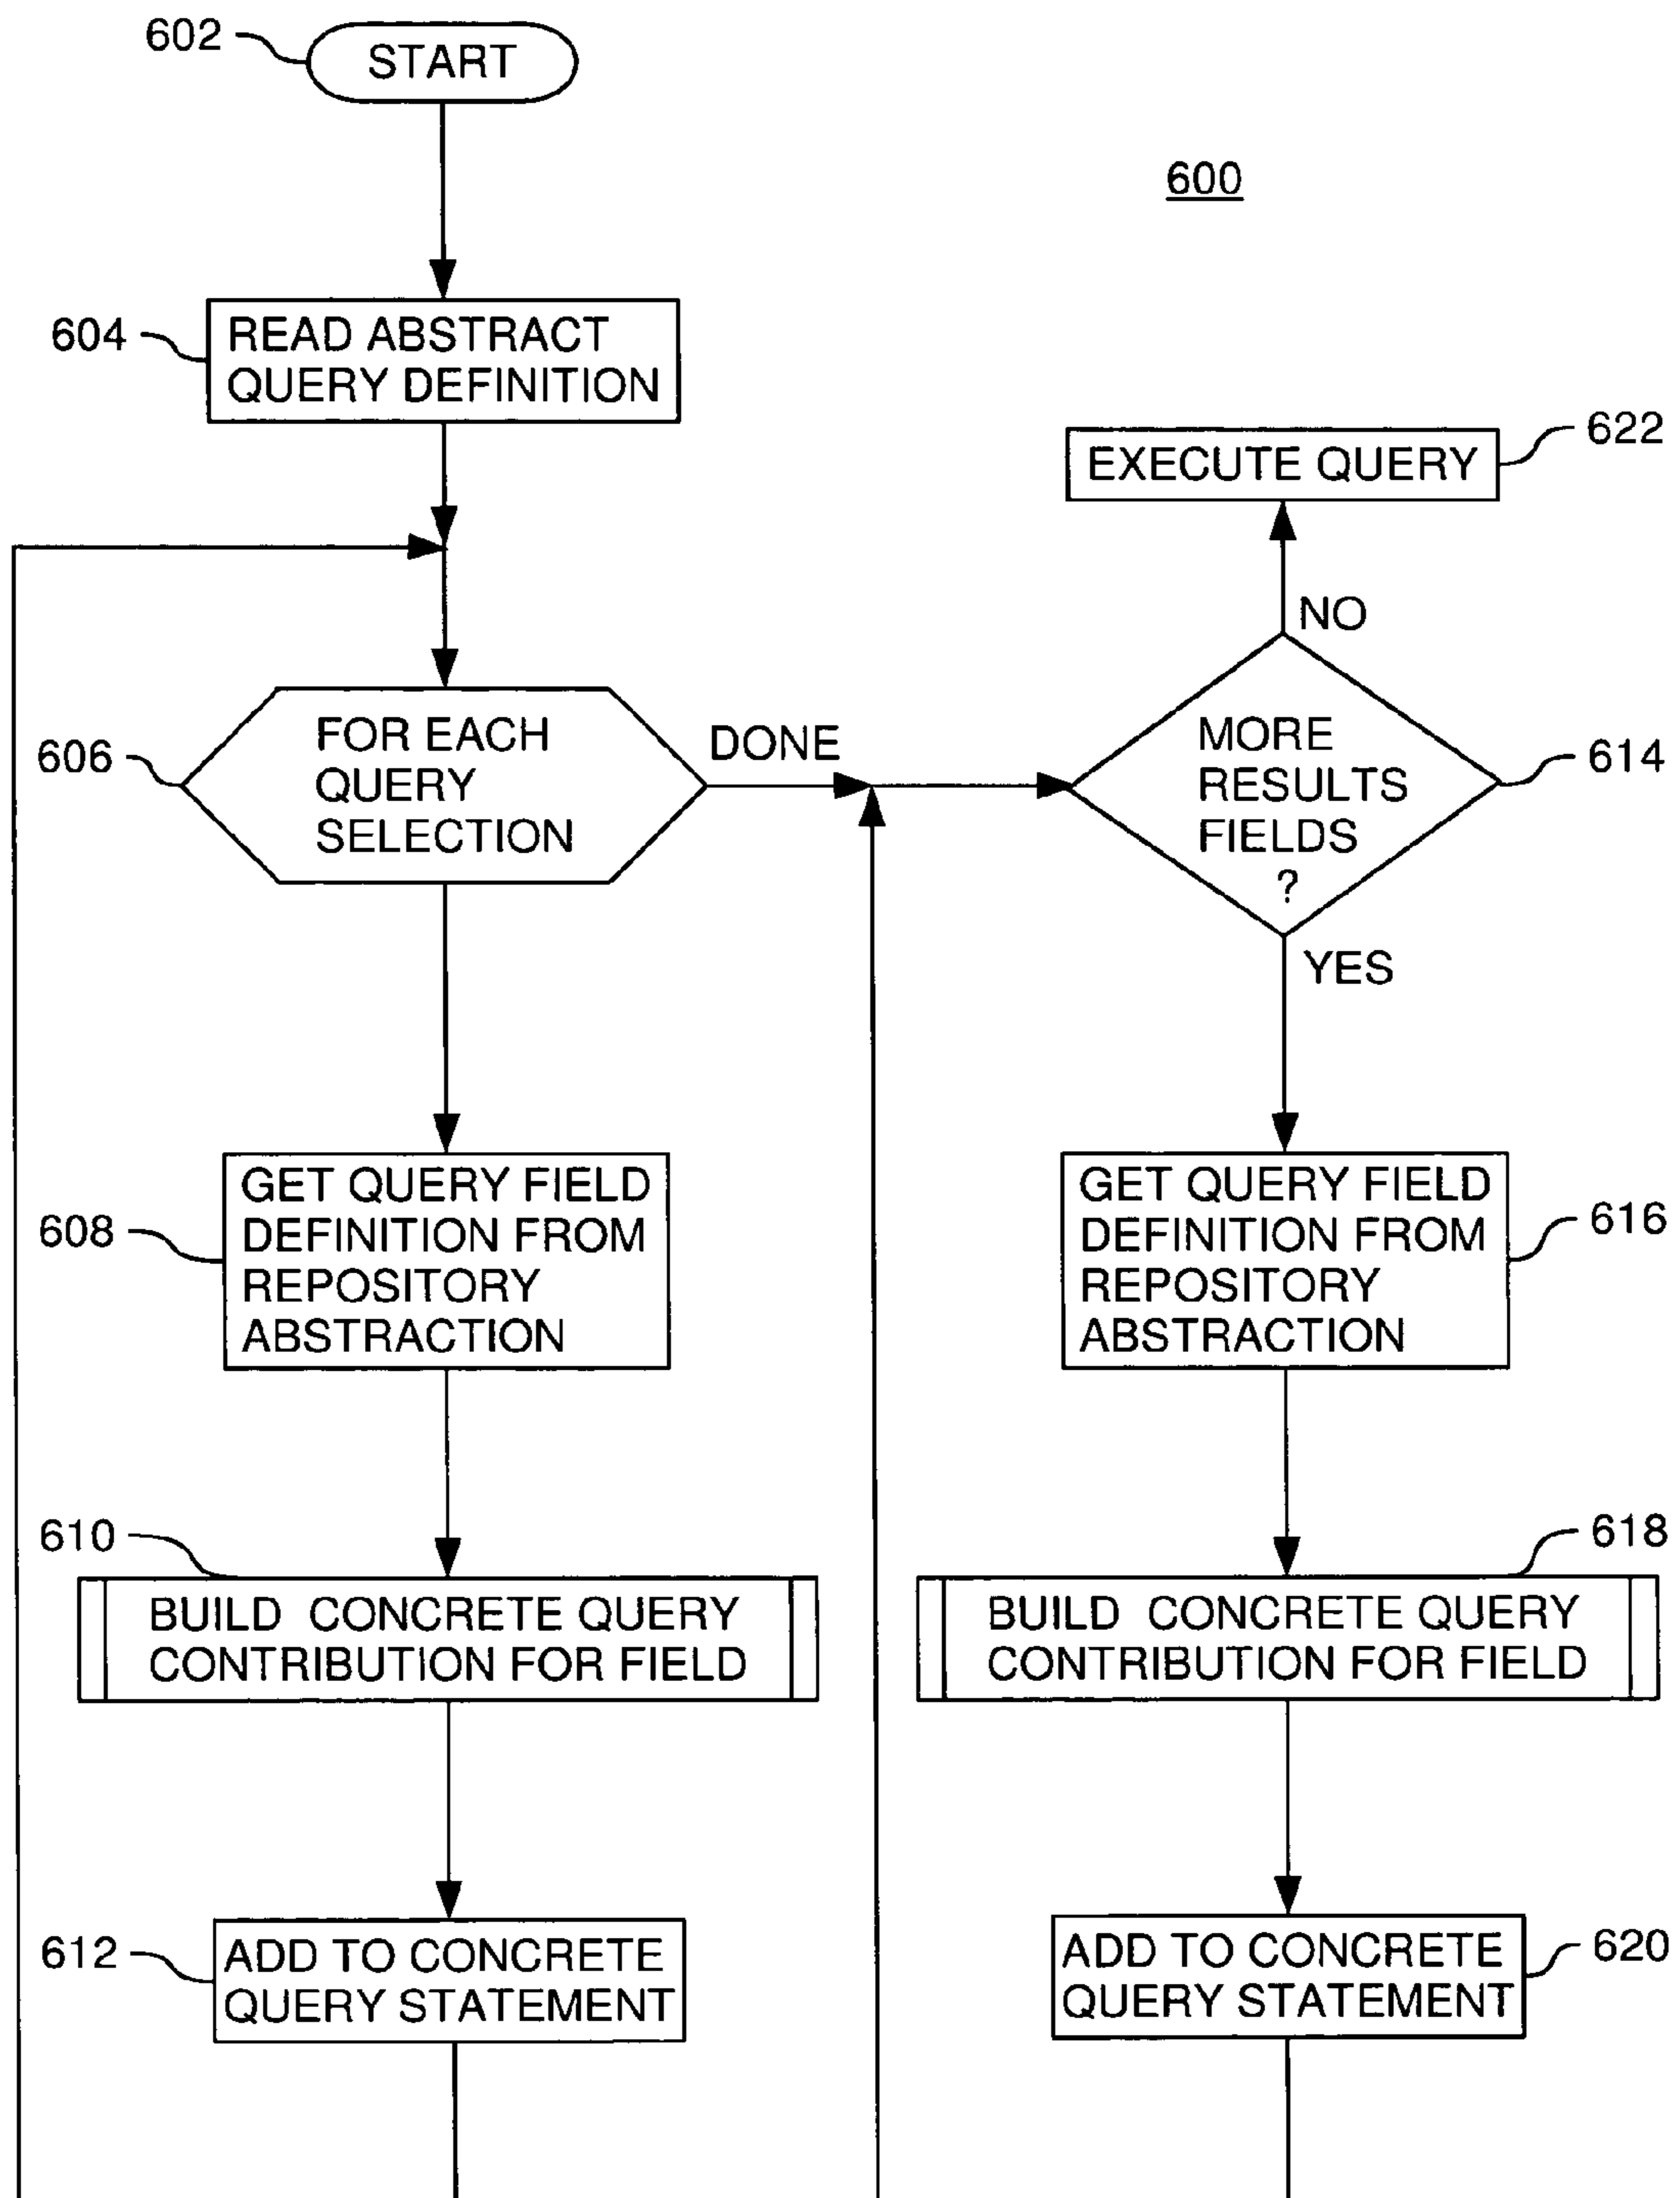 602
START
600
604
READ ABSTRACT
QUERY DEFINITION
622
EXECUTE QUERY
NO
606
FOR EACH
QUERY
SELECTION
DONE
MORE
RESULTS
FIELDS
?
614
YES
608
GET QUERY FIELD
DEFINITION FROM
REPOSITORY
ABSTRACTION
GET QUERY FIELD
DEFINITION FROM
REPOSITORY
ABSTRACTION
616
610
BUILD CONCRETE QUERY
CONTRIBUTION FOR FIELD
618
BUILD CONCRETE QUERY
CONTRIBUTION FOR FIELD
612
ADD TO CONCRETE
QUERY STATEMENT
ADD TO CONCRETE
QUERY STATEMENT
620